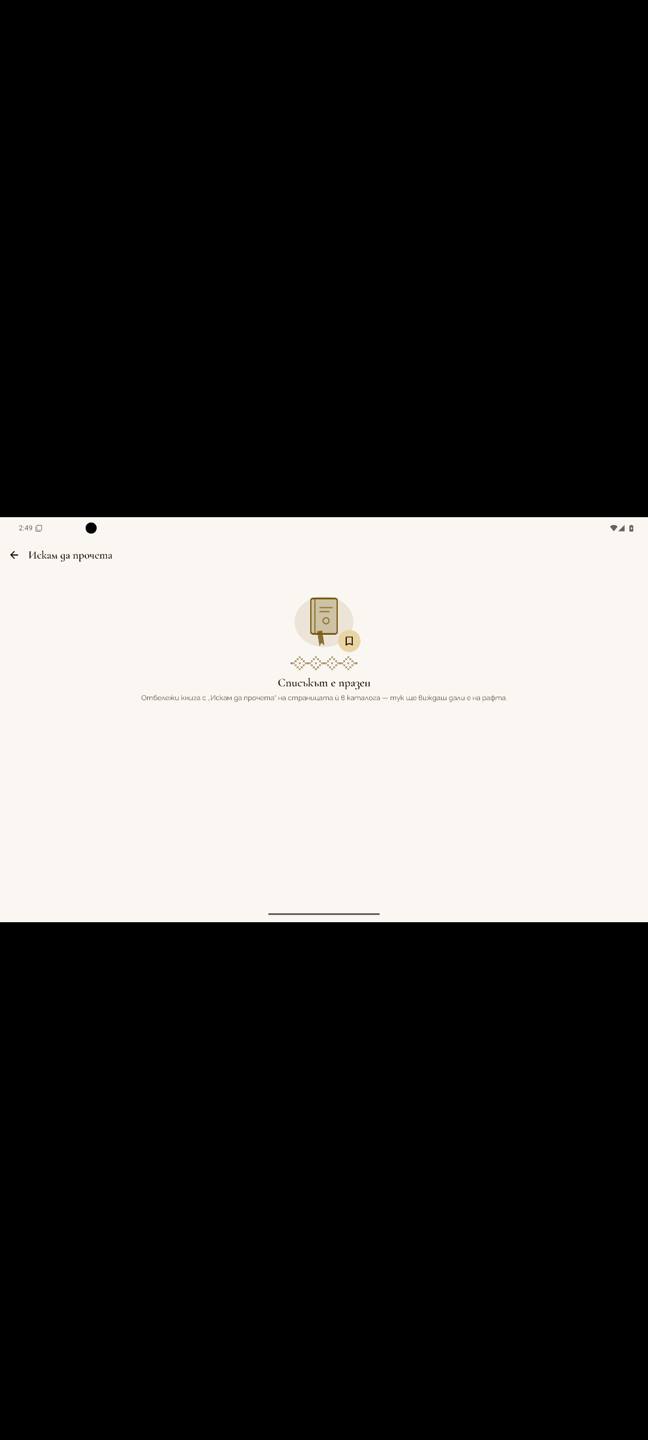 2:49
Искам да прочета
Списъкът е празен
Отбележи книга с „Искам да прочета“ на страницата ѝ в каталога — тук ще виждаш дали е на рафта.